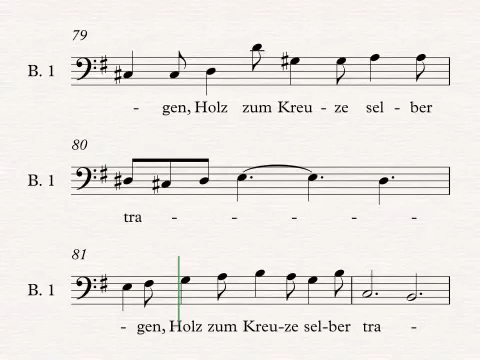 79
B. 1
- gen, Holz zum Kreu - ze sel - ber
80
B. 1
tra - - - - -
81
B. 1
- gen, Holz zum Kreu-ze sel-ber tra -